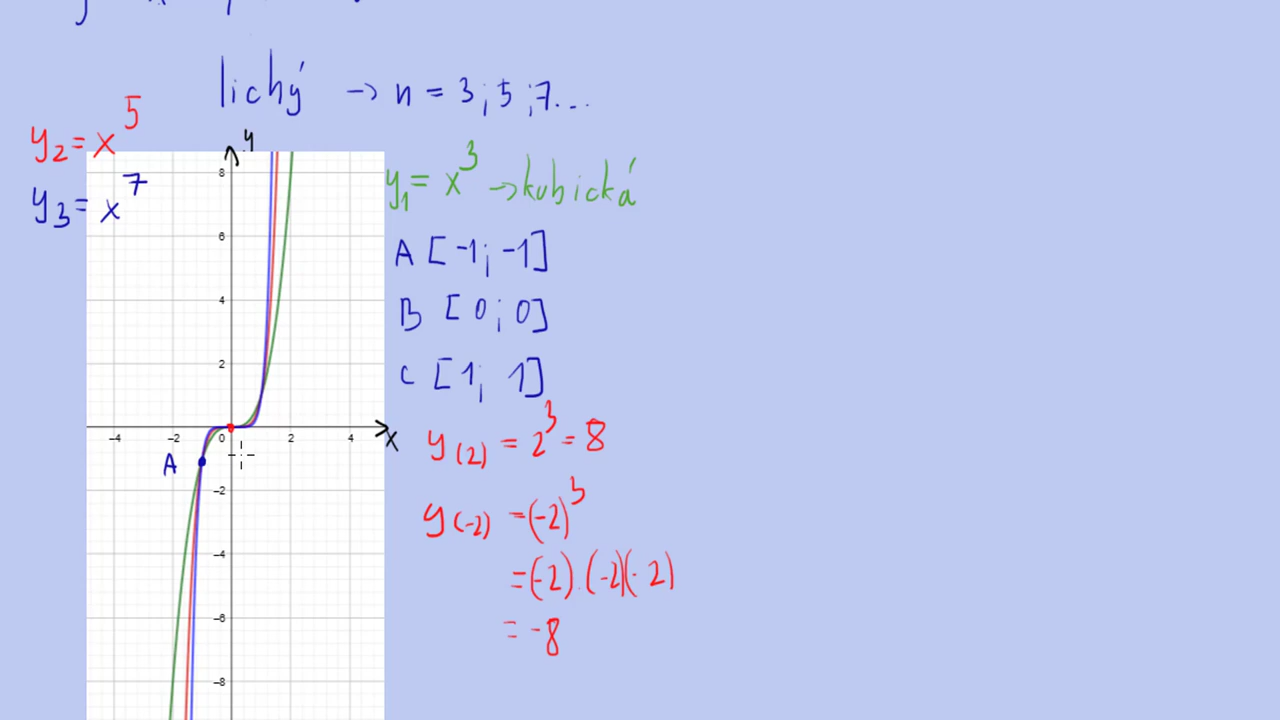 lichý → n = 3; 5; 7...
y₂ = x⁵
y₃ = x⁷
y₁ = x³ → kubická
A [-1; -1]
B [0; 0]
C [1; 1]
y(2) = 2³ = 8
y(-2) = (-2)³
= (-2).(-2)(-2)
= -8
y
8
6
4
2
-4 -2 0 2 4 x
A
-2
-4
-6
-8